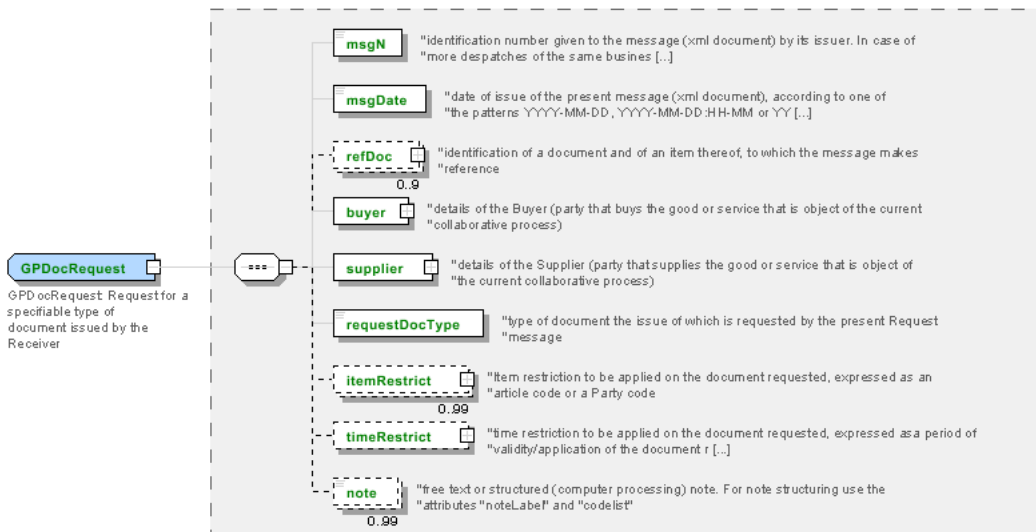 msgN
"identification number given to the message (xml document) by its issuer. In case of
"more despatches of the same busines [...]
msgDate
"date of issue of the present message (xml document), according to one of
"the patterns YYYY-MM-DD, YYYY-MM-DD:HH-MM or YY [...]
refDoc
0..9
"identification of a document and of an item thereof, to which the message makes
"reference
buyer
"details of the Buyer (party that buys the good or service that is object of the current
"collaborative process)
GPDocRequest
GPDocRequest: Request for a
specifiable type of
document issued by the
Receiver
supplier
"details of the Supplier (party that supplies the good or service that is object of
"the current collaborative process)
requestDocType
"type of document the issue of which is requested by the present Request
"message
itemRestrict
0..99
"Item restriction to be applied on the document requested, expressed as an
"article code or a Party code
timeRestrict
"time restriction to be applied on the document requested, expressed asa period of
"validity/application of the document r [...]
note
0..99
"free text or structured (computer processing) note. For note structuring use the
"attributes "noteLabel" and "codelist"